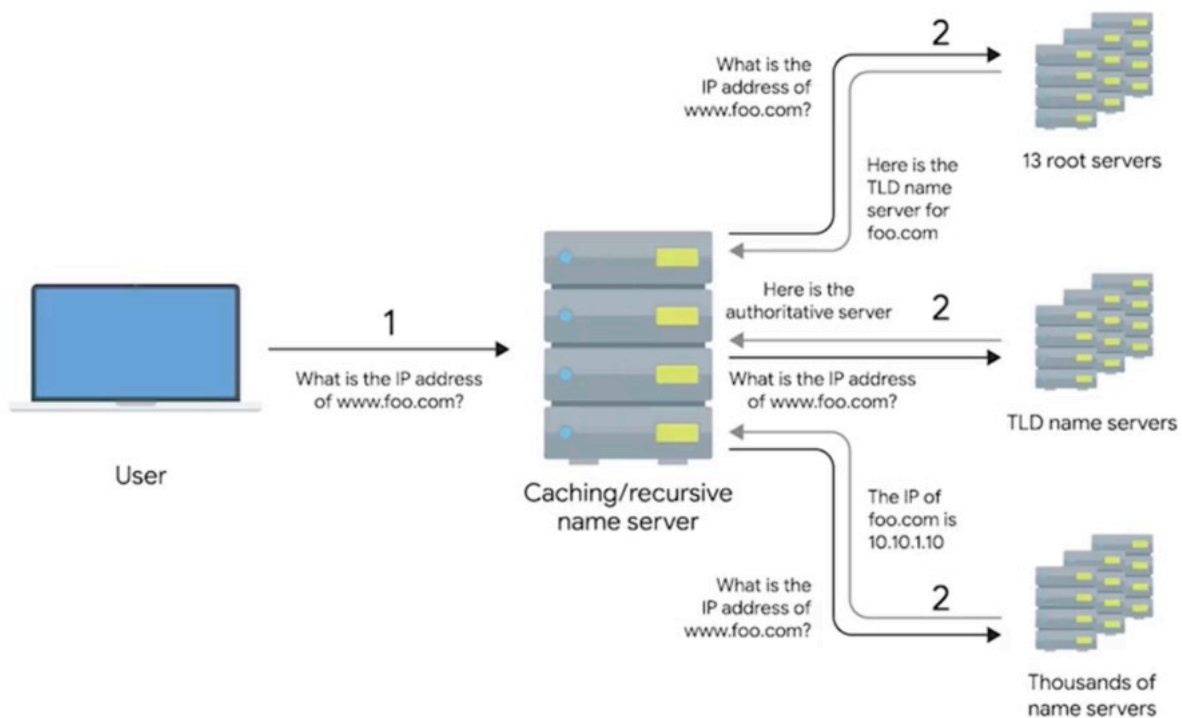 2
What is the
IP address of
www.foo.com?
13 root servers
Here is the
TLD name
server for
foo.com
1
What is the IP address
of www.foo.com?
Here is the
authoritative server
2
What is the IP address
of www.foo.com?
TLD name servers
User
Caching/recursive
name server
The IP of
foo.com is
10.10.1.10
What is the
IP address of
www.foo.com?
2
Thousands of
name servers